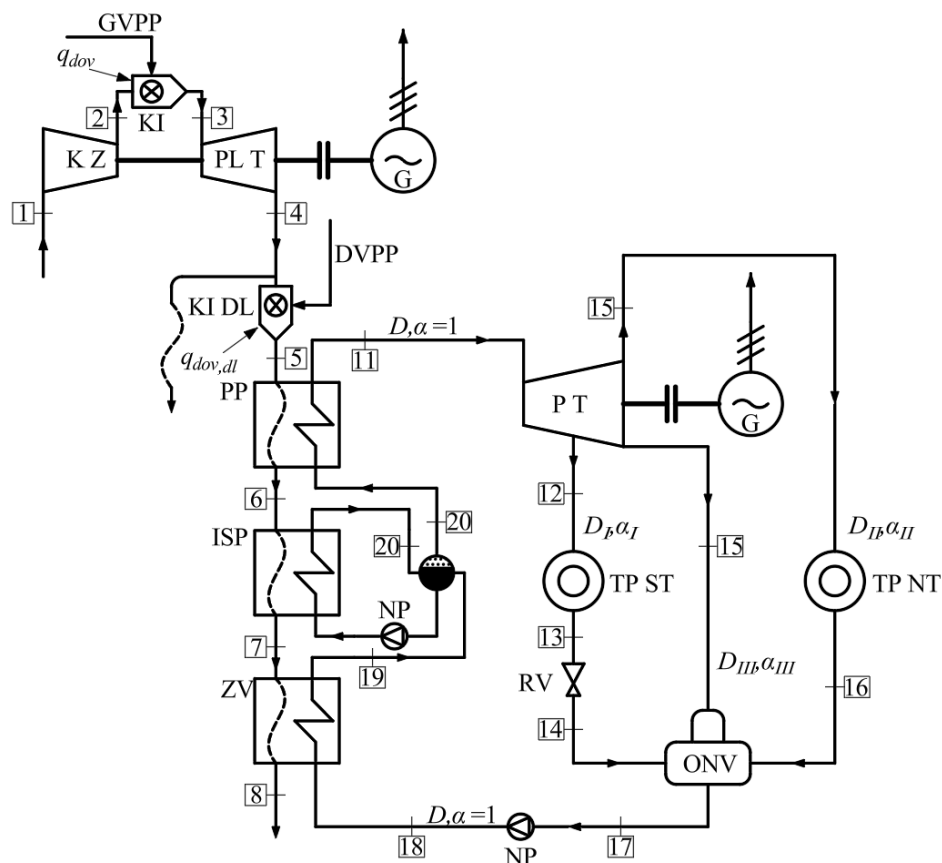 GVPP
q_dov
2
KI
3
K Z
PL T
G
1
4
DVPP
KI DL
q_dov,dl
5
PP
11
D,α=1
15
P T
G
6
12
20
ISP
20
D_I,α_I
15
D_II,α_II
TP ST
TP NT
NP
7
13
19
ZV
RV
D_III,α_III
16
14
ONV
8
D,α=1
18
NP
17